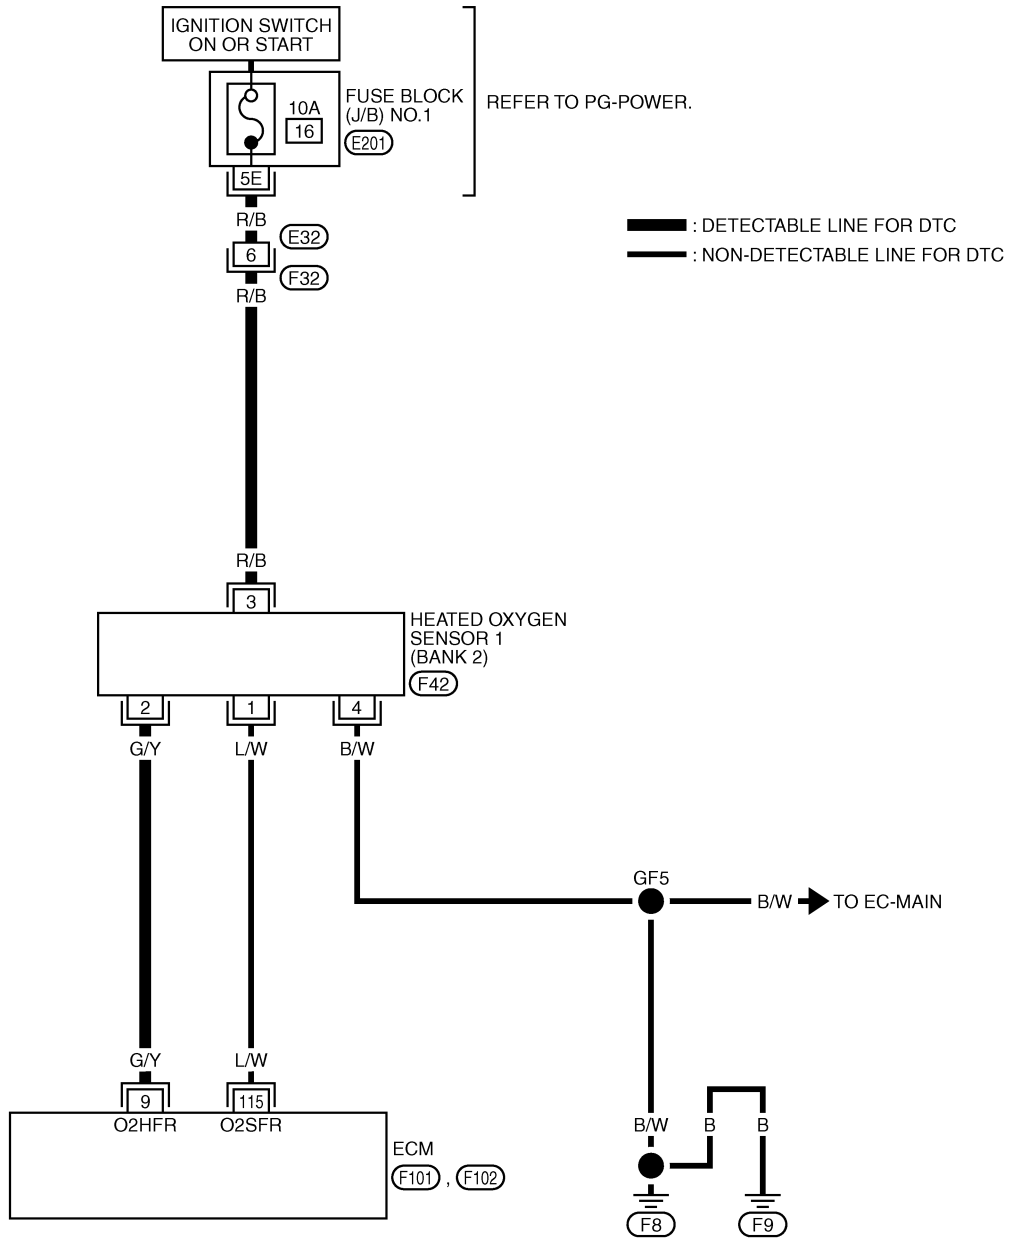 IGNITION SWITCH
ON OR START
10A
16
FUSE BLOCK
(J/B) NO.1
E201
REFER TO PG-POWER.
5E
R/B
E32
6
F32
R/B
: DETECTABLE LINE FOR DTC
: NON-DETECTABLE LINE FOR DTC
R/B
3
HEATED OXYGEN
SENSOR 1
(BANK 2)
F42
2
1
4
G/Y
L/W
B/W
GF5
B/W
TO EC-MAIN
G/Y
L/W
9
115
O2HFR
O2SFR
B/W
B
B
ECM
F101 , F102
F8
F9